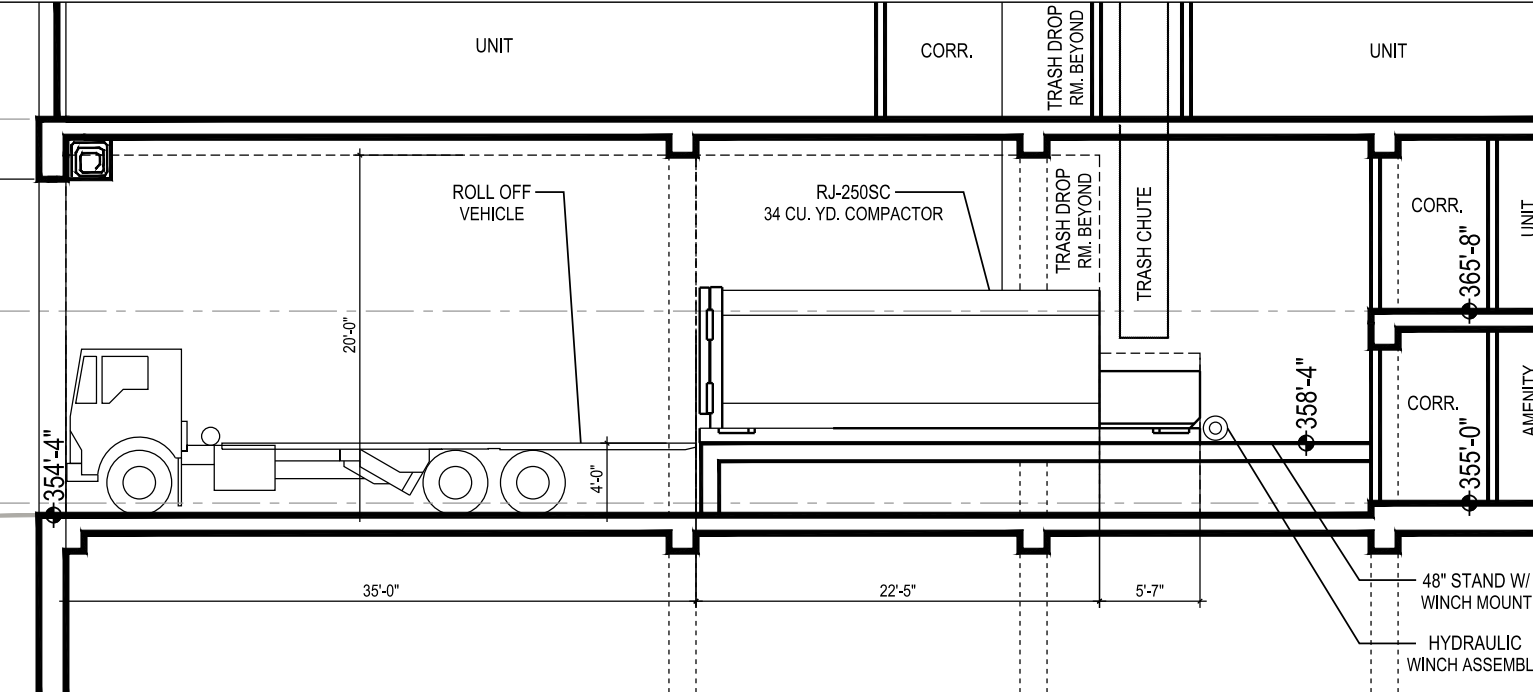 UNIT
CORR.
TRASH DROP
RM. BEYOND
UNIT
ROLL OFF
VEHICLE
RJ-250SC
34 CU. YD. COMPACTOR
TRASH DROP
RM. BEYOND
TRASH CHUTE
CORR.
365'-8"
UNIT
20'-0"
354'-4"
4'-0"
358'-4"
CORR.
355'-0"
AMENITY
35'-0"
22'-5"
5'-7"
48" STAND W/
WINCH MOUNT
HYDRAULIC
WINCH ASSEMBL